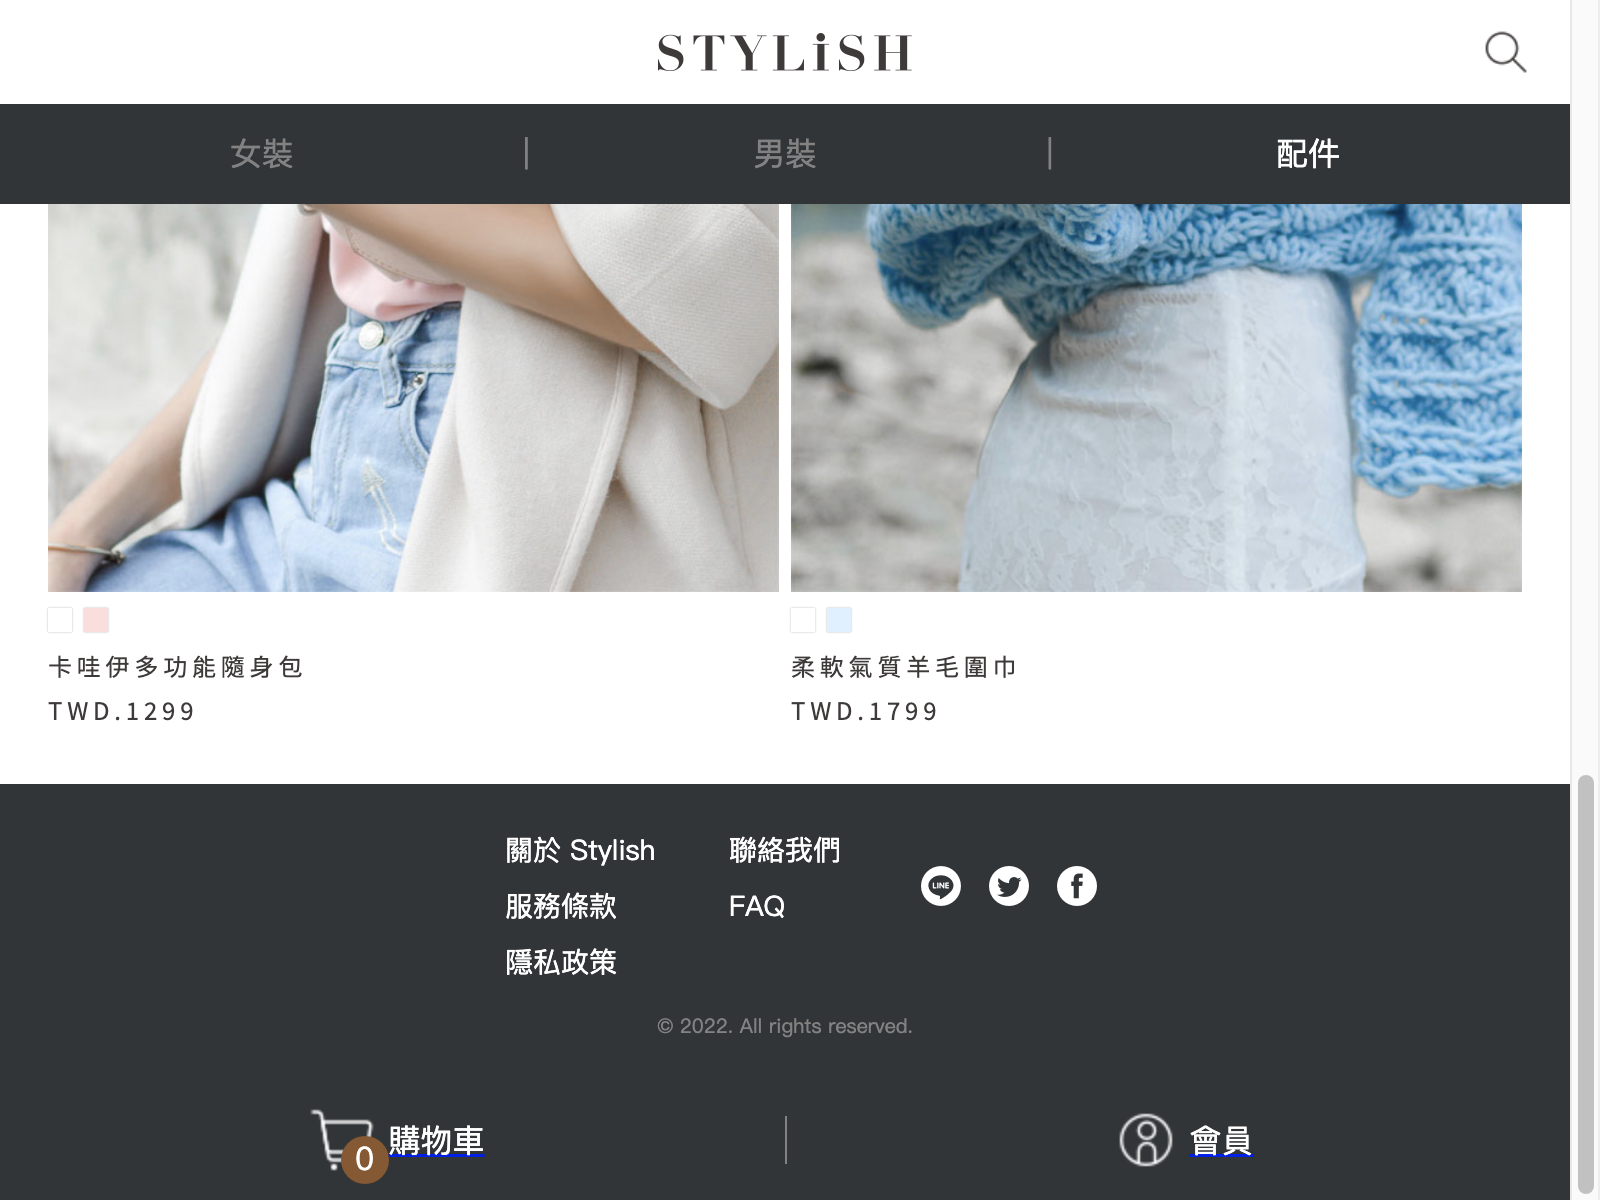 STYLiSH
女裝 | 男裝 | 配件
卡哇伊多功能隨身包
TWD.1299
柔軟氣質羊毛圍巾
TWD.1799
關於 Stylish
服務條款
隱私政策
聯絡我們
FAQ
LINE
© 2022. All rights reserved.
0 購物車
會員